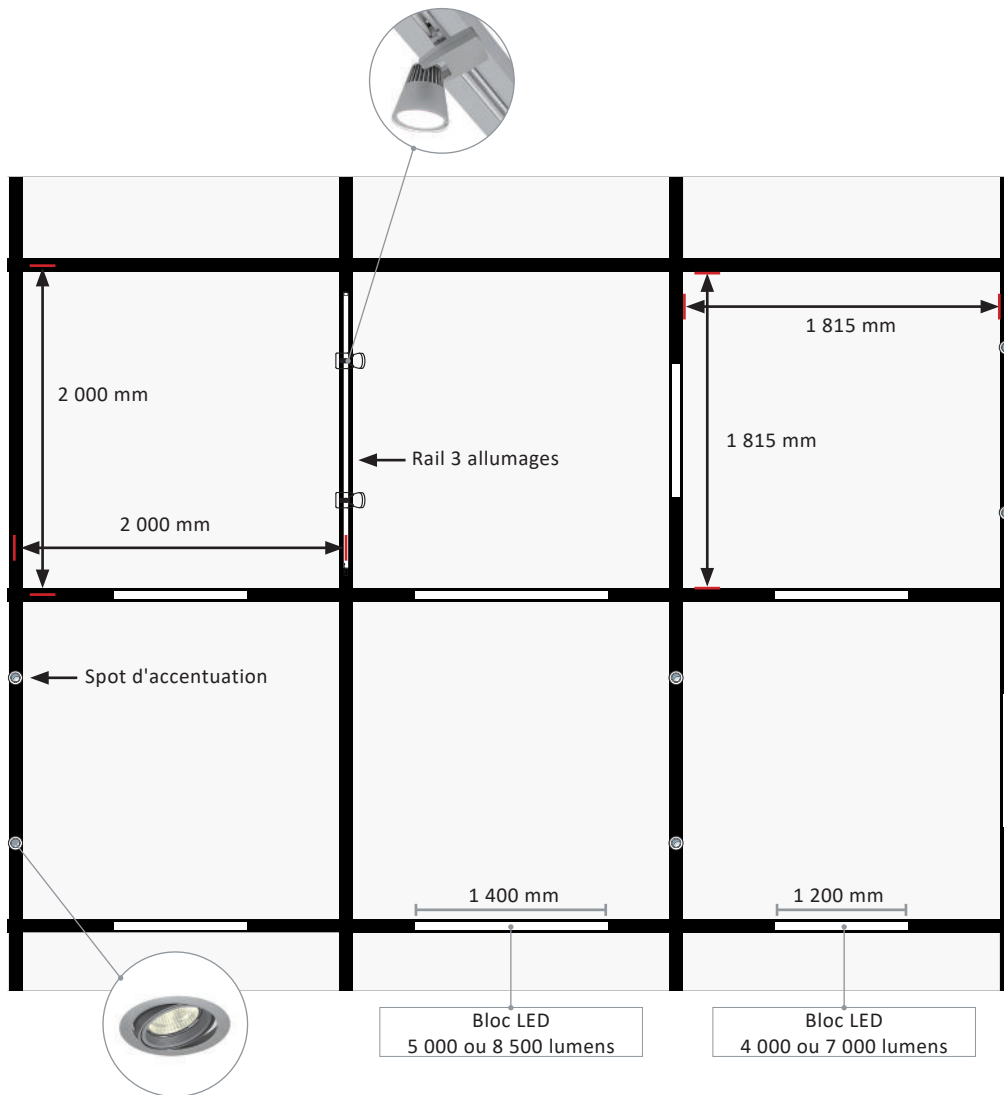 1 815 mm
2 000 mm
1 815 mm
Rail 3 allumages
2 000 mm
Spot d'accentuation
1 400 mm
1 200 mm
Bloc LED
5 000 ou 8 500 lumens
Bloc LED
4 000 ou 7 000 lumens